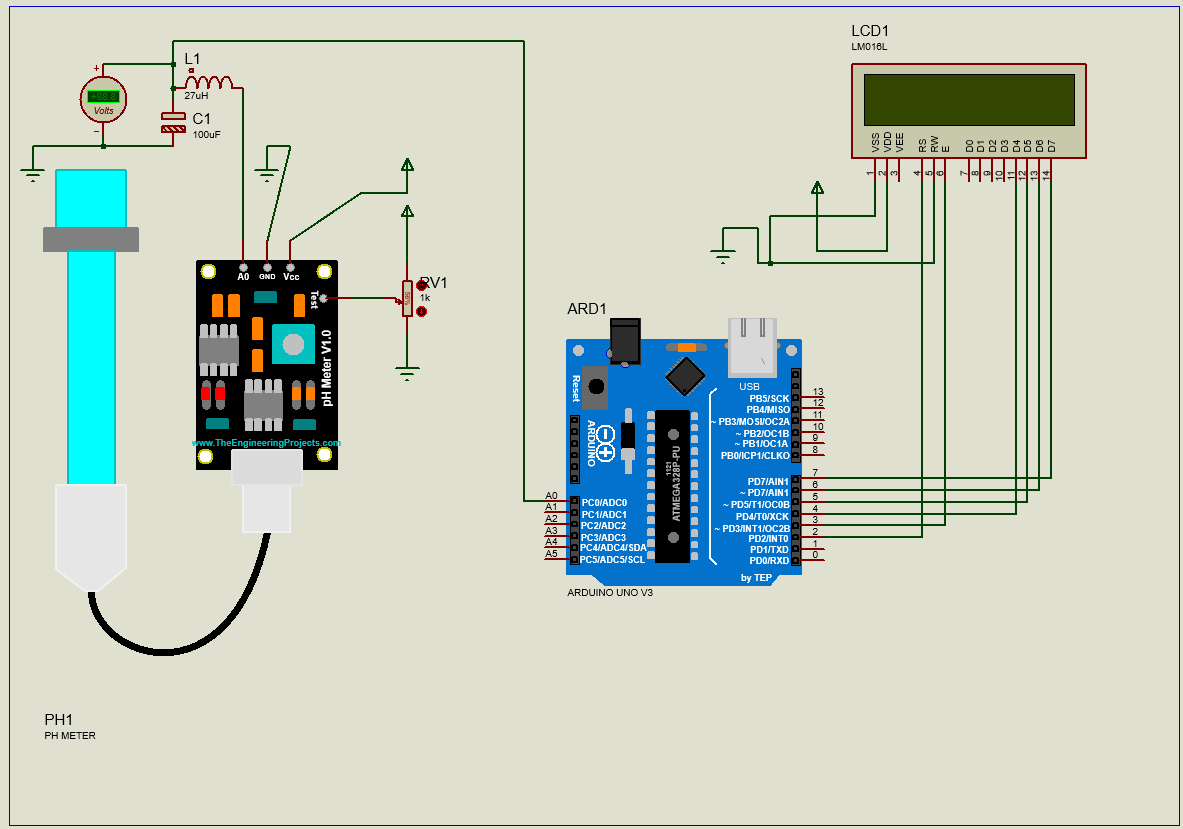 LCD1
LM016L
L1
27uH
+
Volts
C1
100uF
VSS
VDD
VEE
RS
RW
E
D0
D1
D2
D3
D4
D5
D6
D7
1
2
3
4
5
6
7
8
9
10
11
12
13
14
A0
GND
Vcc
Test
RV1
1k
pH Meter V1.0
www.TheEngineeringProjects.com
ARD1
Reset
USB
ARDUINO
1121
ATMEGA328P-PU
PB5/SCK 13
PB4/MISO 12
~ PB3/MOSI/OC2A 11
~ PB2/OC1B 10
~ PB1/OC1A 9
PB0/ICP1/CLKO 8
PD7/AIN1 7
~ PD7/AIN1 6
~ PD5/T1/OC0B 5
PD4/T0/XCK 4
~ PD3/INT1/OC2B 3
PD2/INT0 2
PD1/TXD 1
PD0/RXD 0
A0 PC0/ADC0
A1 PC1/ADC1
A2 PC2/ADC2
A3 PC3/ADC3
A4 PC4/ADC4/SDA
A5 PC5/ADC5/SCL
by TEP
ARDUINO UNO V3
PH1
PH METER